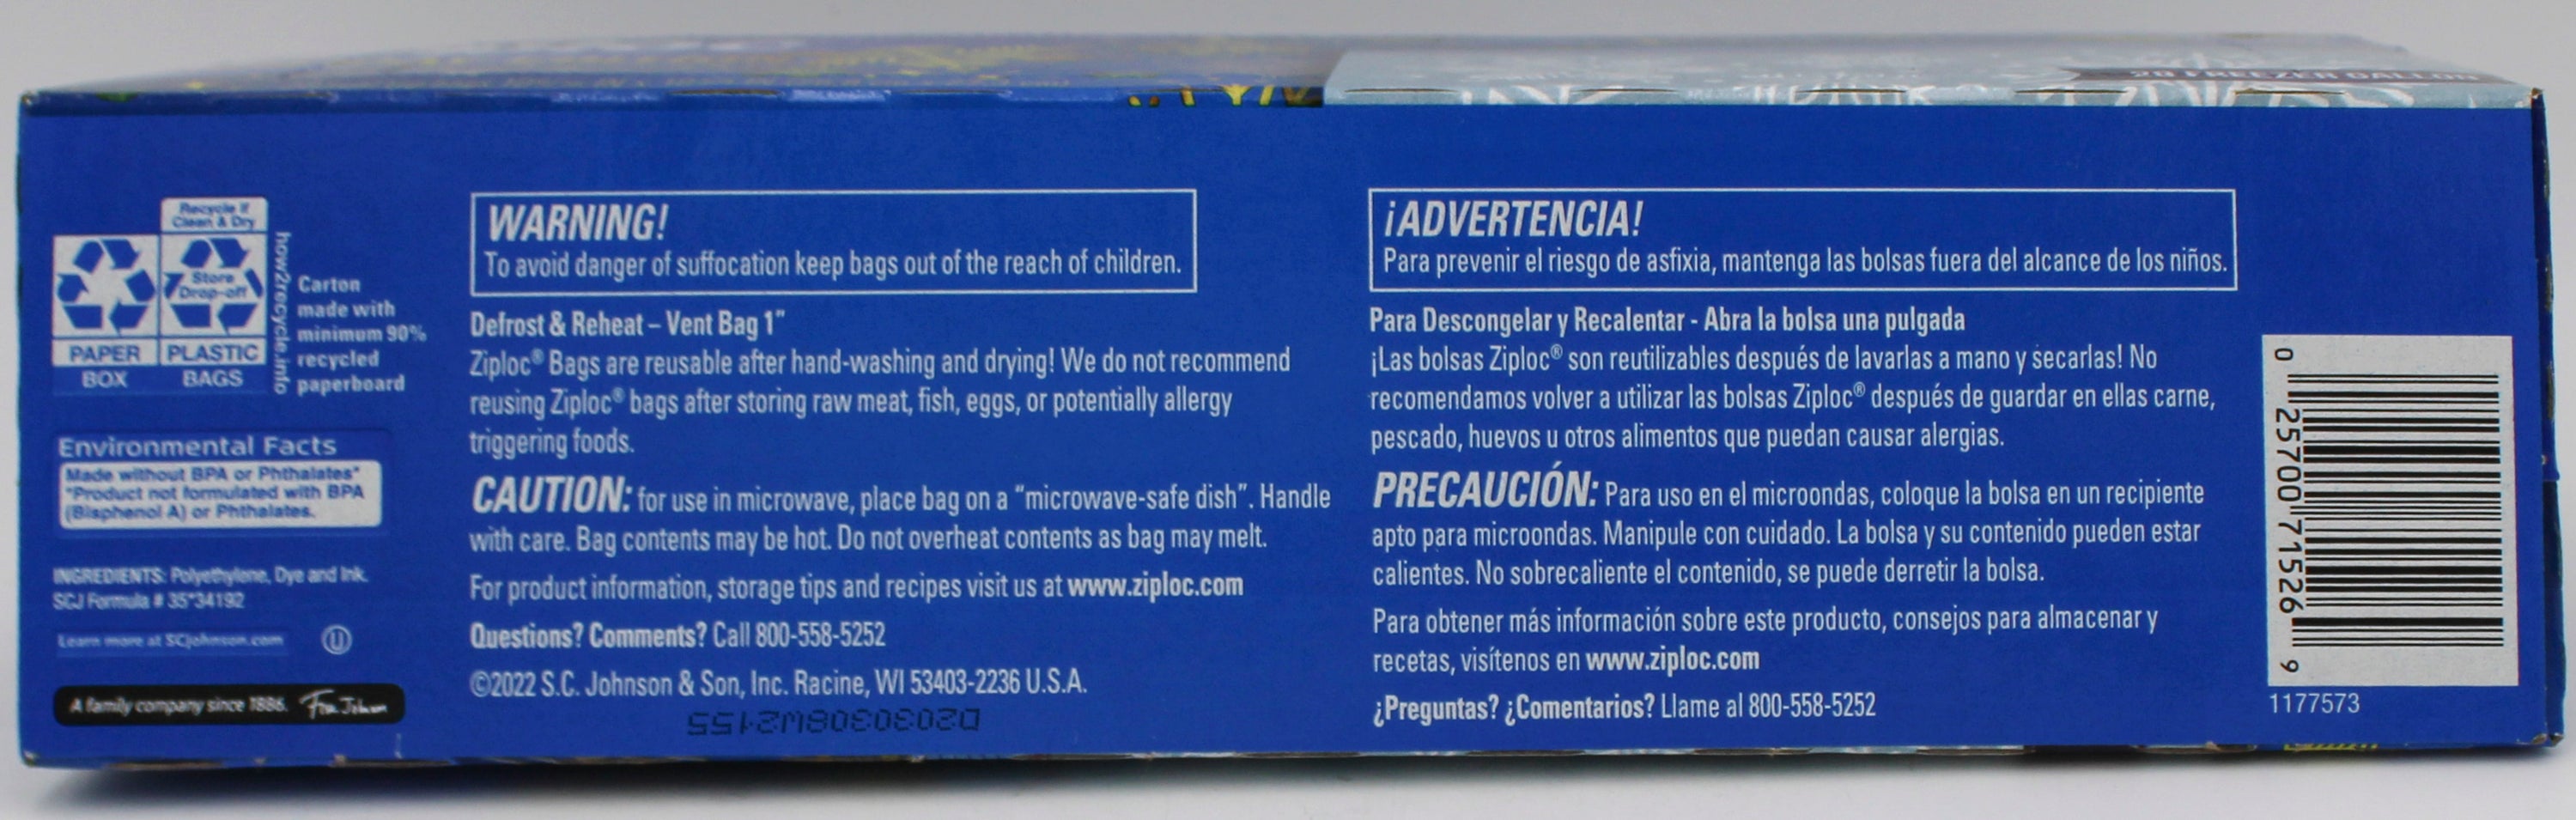 28 FREEZER GALLON
Recycle if
Clean & Dry
Store
Drop-off
PAPER
BOX
PLASTIC
BAGS
how2recycle.info
Carton
made with
minimum 90%
recycled
paperboard
Environmental Facts
Made without BPA or Phthalates*
*Product not formulated with BPA
(Bisphenol A) or Phthalates.
INGREDIENTS: Polyethylene, Dye and Ink.
SCJ Formula # 35*34192
Learn more at SCjohnson.com
U
A family company since 1886.
WARNING!
To avoid danger of suffocation keep bags out of the reach of children.
Defrost & Reheat – Vent Bag 1"
Ziploc® Bags are reusable after hand-washing and drying! We do not recommend
reusing Ziploc® bags after storing raw meat, fish, eggs, or potentially allergy
triggering foods.
CAUTION: for use in microwave, place bag on a “microwave-safe dish”. Handle
with care. Bag contents may be hot. Do not overheat contents as bag may melt.
For product information, storage tips and recipes visit us at www.ziploc.com
Questions? Comments? Call 800-558-5252
©2022 S.C. Johnson & Son, Inc. Racine, WI 53403-2236 U.S.A.
D2030308W2155
¡ADVERTENCIA!
Para prevenir el riesgo de asfixia, mantenga las bolsas fuera del alcance de los niños.
Para Descongelar y Recalentar - Abra la bolsa una pulgada
¡Las bolsas Ziploc® son reutilizables después de lavarlas a mano y secarlas! No
recomendamos volver a utilizar las bolsas Ziploc® después de guardar en ellas carne,
pescado, huevos u otros alimentos que puedan causar alergias.
PRECAUCIÓN: Para uso en el microondas, coloque la bolsa en un recipiente
apto para microondas. Manipule con cuidado. La bolsa y su contenido pueden estar
calientes. No sobrecaliente el contenido, se puede derretir la bolsa.
Para obtener más información sobre este producto, consejos para almacenar y
recetas, visítenos en www.ziploc.com
¿Preguntas? ¿Comentarios? Llame al 800-558-5252
0 25700 71526 9
1177573